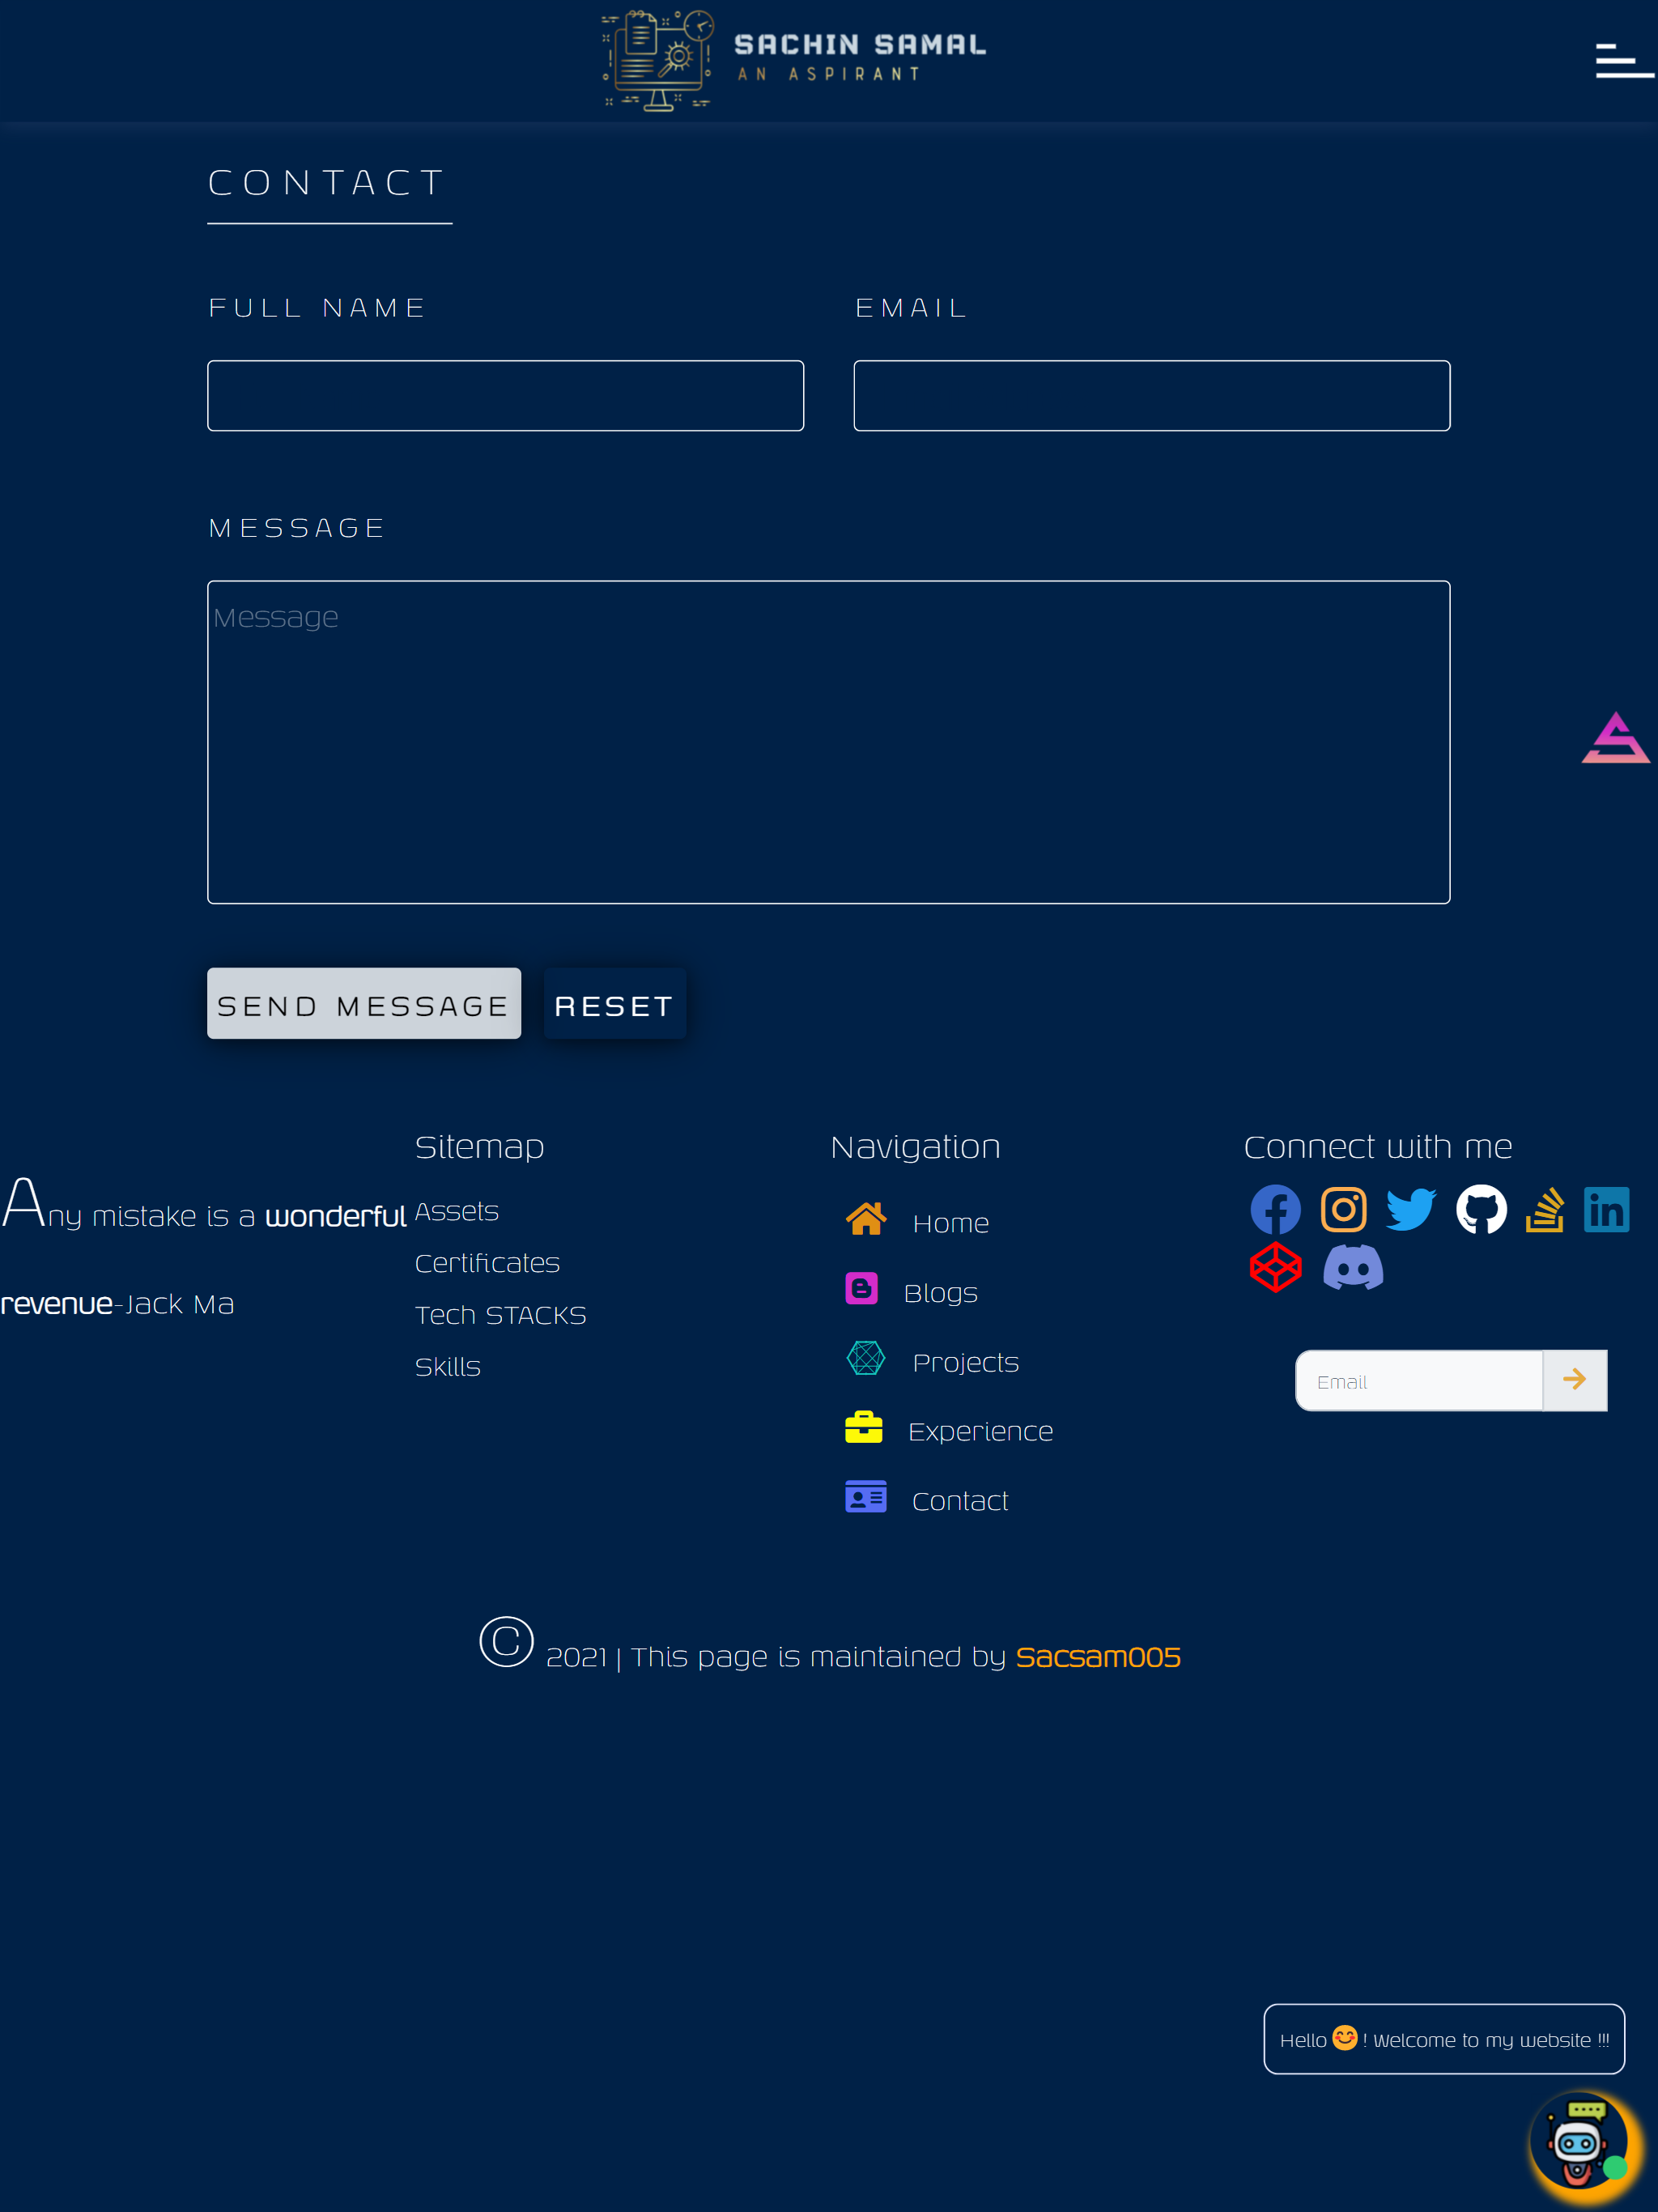 SACHIN SAMAL
AN ASPIRANT
CONTACT
FULL NAME
EMAIL
MESSAGE
Message
SEND MESSAGE
RESET
Any mistake is a wonderful
revenue-Jack Ma
Sitemap
Assets
Certificates
Tech STACKS
Skills
Navigation
Home
Blogs
Projects
Experience
Contact
Connect with me
Email
© 2021 | This page is maintained by Sacsam005
Hello 😊 ! Welcome to my website !!!